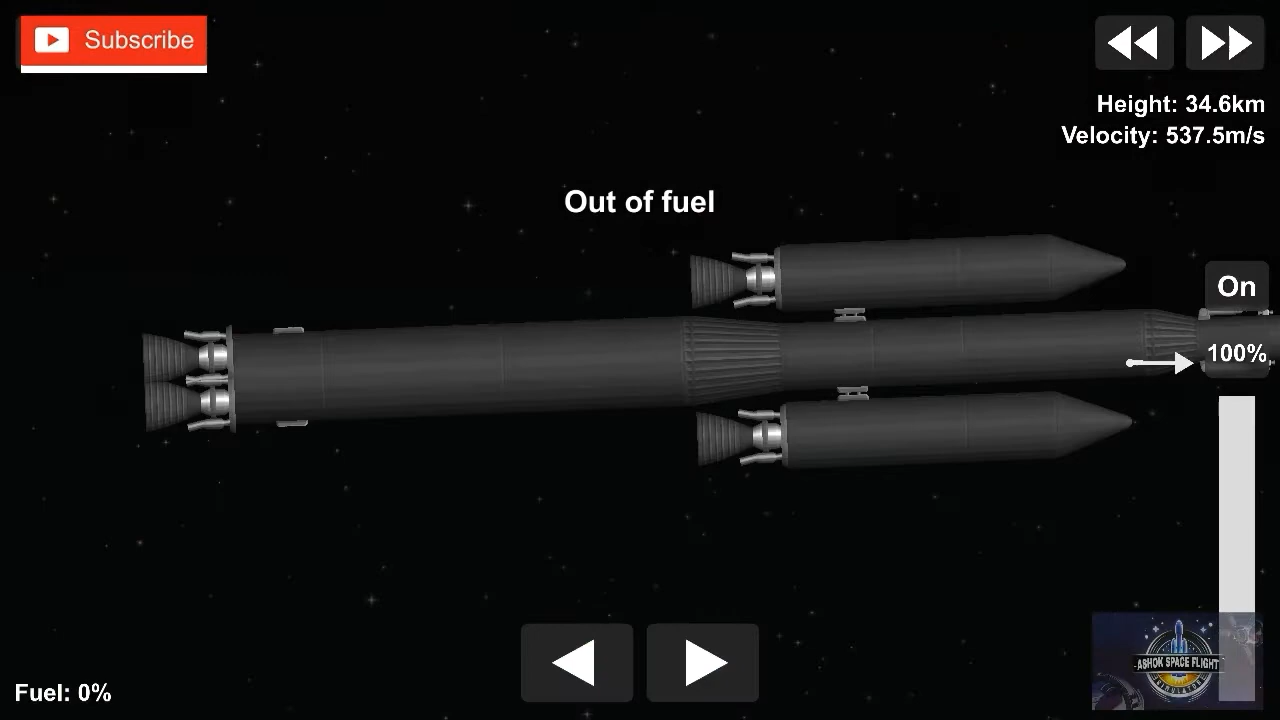 Subscribe
Height: 34.6km
Velocity: 537.5m/s
Out of fuel
On
100%
Fuel: 0%
ASHOK SPACE FLIGHT